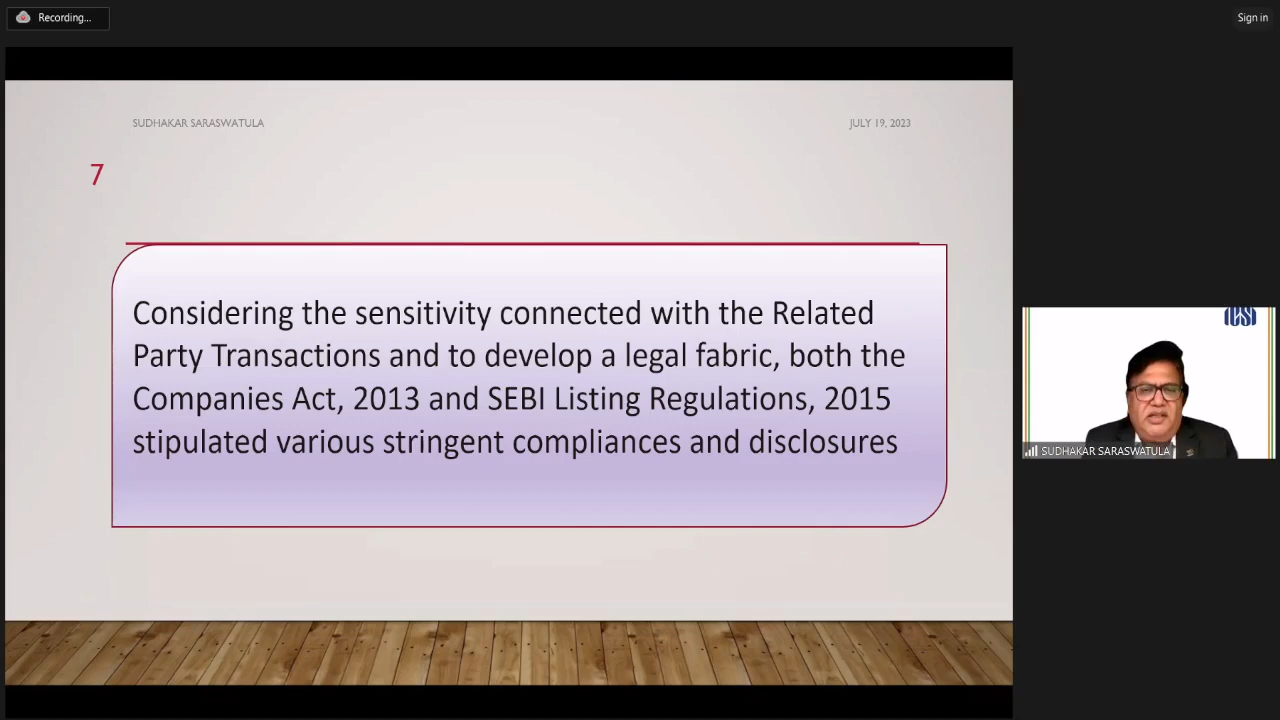 Recording...
Sign in
SUDHAKAR SARASWATULA
JULY 19, 2023
7
Considering the sensitivity connected with the Related
Party Transactions and to develop a legal fabric, both the
Companies Act, 2013 and SEBI Listing Regulations, 2015
stipulated various stringent compliances and disclosures
ICSI
SUDHAKAR SARASWATULA